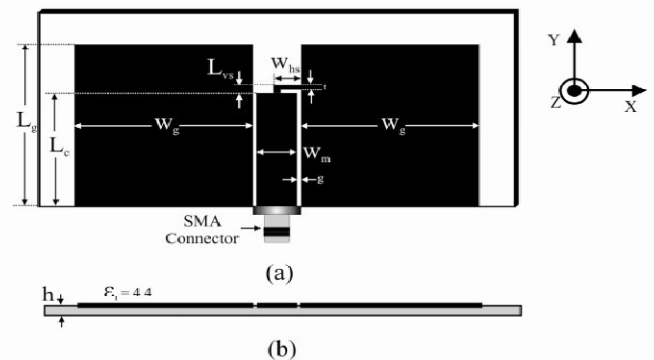 Y
Z
X
L_vs
W_hs
t
L_g
W_g
W_g
L_c
W_m
g
SMA
Connector
(a)
h
ε_r = 4.4
(b)